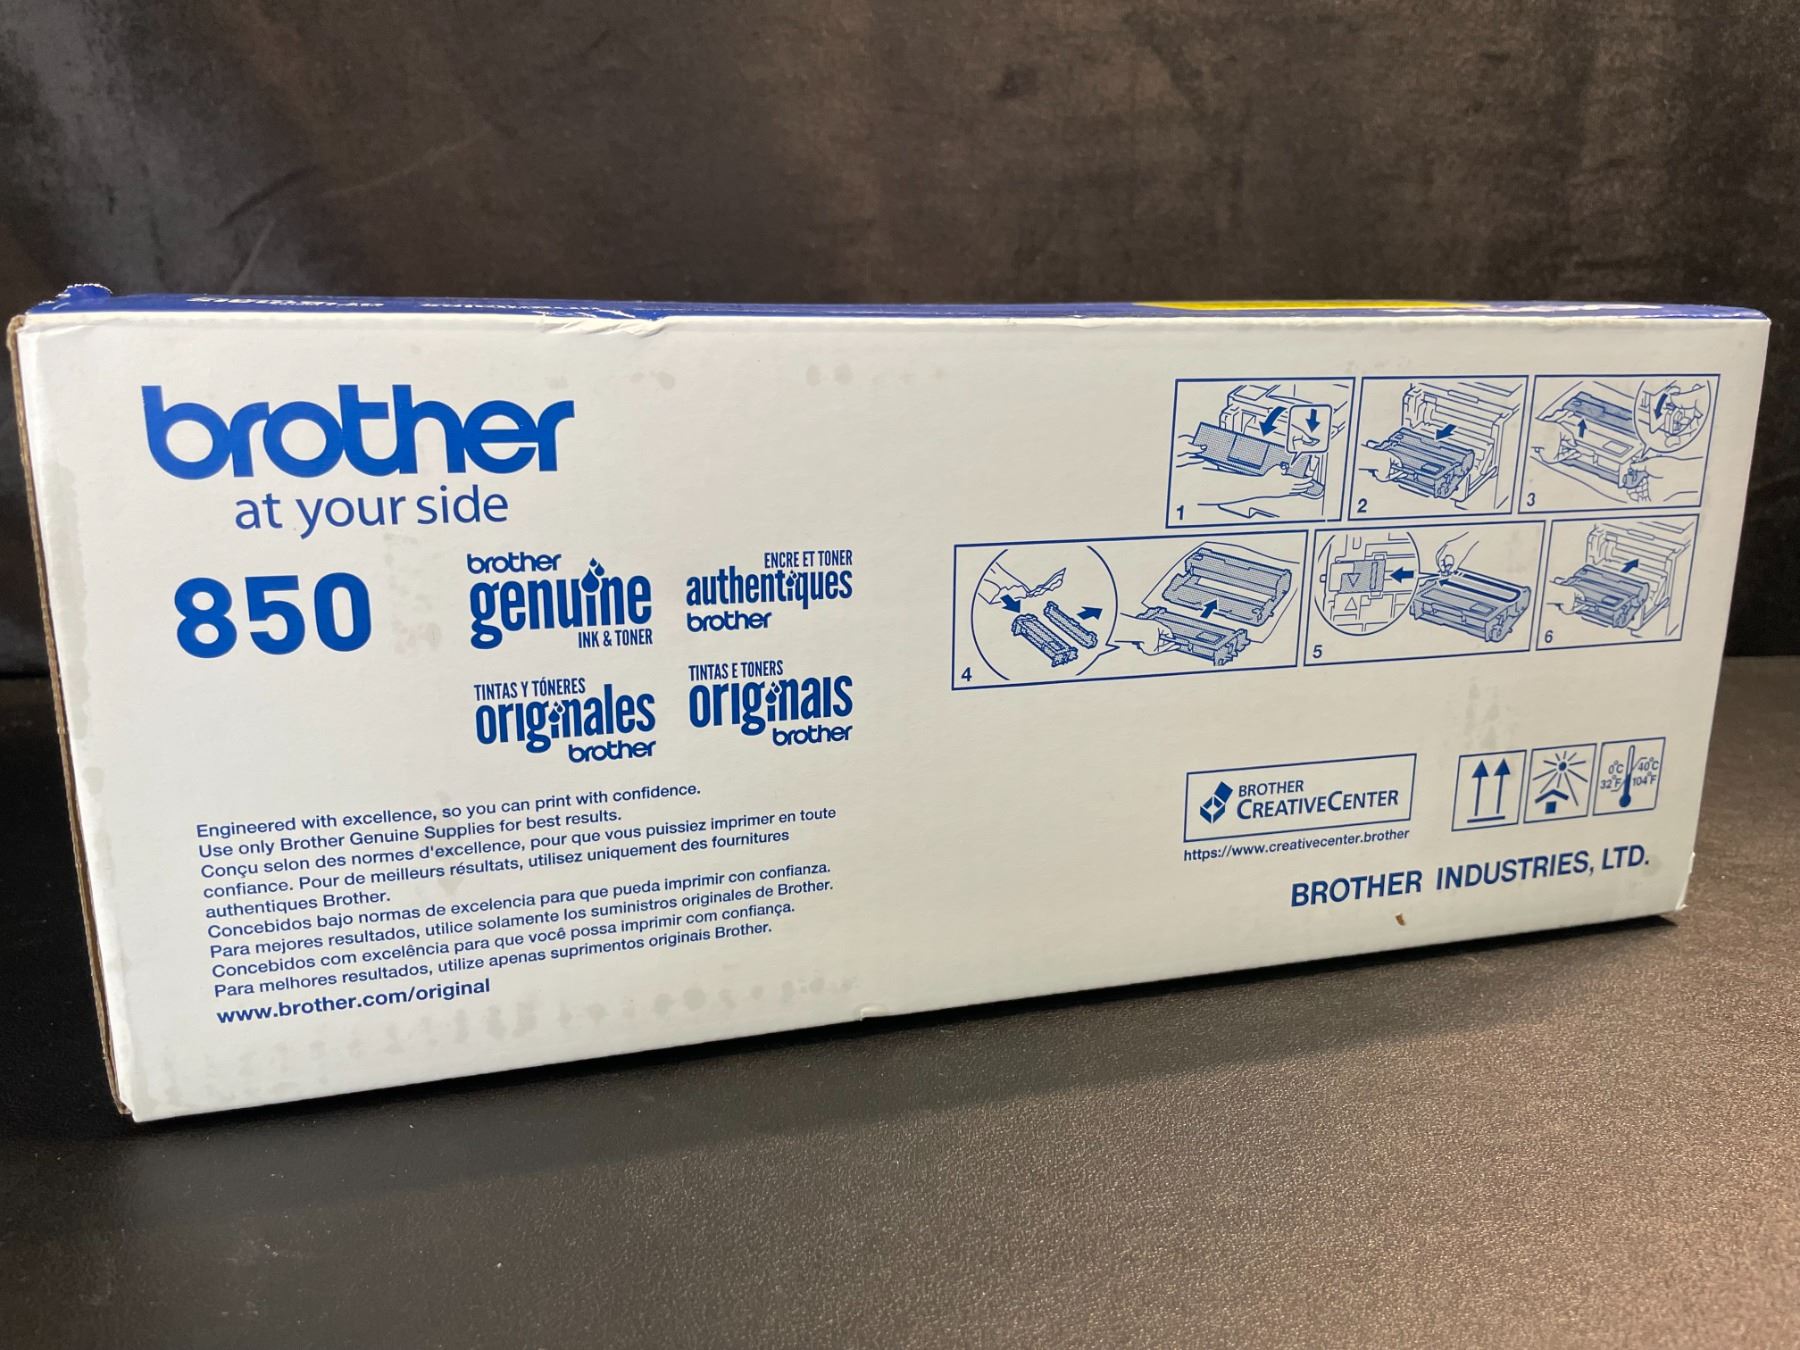 brother
at your side
850
brother
genuine
INK & TONER
ENCRE ET TONER
authentiques
brother
TINTAS Y TÓNERES
originales
brother
TINTAS E TONERS
originais
brother
Engineered with excellence, so you can print with confidence.
Use only Brother Genuine Supplies for best results.
Conçu selon des normes d'excellence, pour que vous puissiez imprimer en toute
confiance. Pour de meilleurs résultats, utilisez uniquement des fournitures
authentiques Brother.
Concebidos bajo normas de excelencia para que pueda imprimir con confianza.
Para mejores resultados, utilice solamente los suministros originales de Brother.
Concebidos com excelência para que você possa imprimir com confiança.
Para melhores resultados, utilize apenas suprimentos originais Brother.
www.brother.com/original
1
2
3
4
5
6
BROTHER
CREATIVECENTER
https://www.creativecenter.brother
0°C 40°C
32°F 104°F
BROTHER INDUSTRIES, LTD.